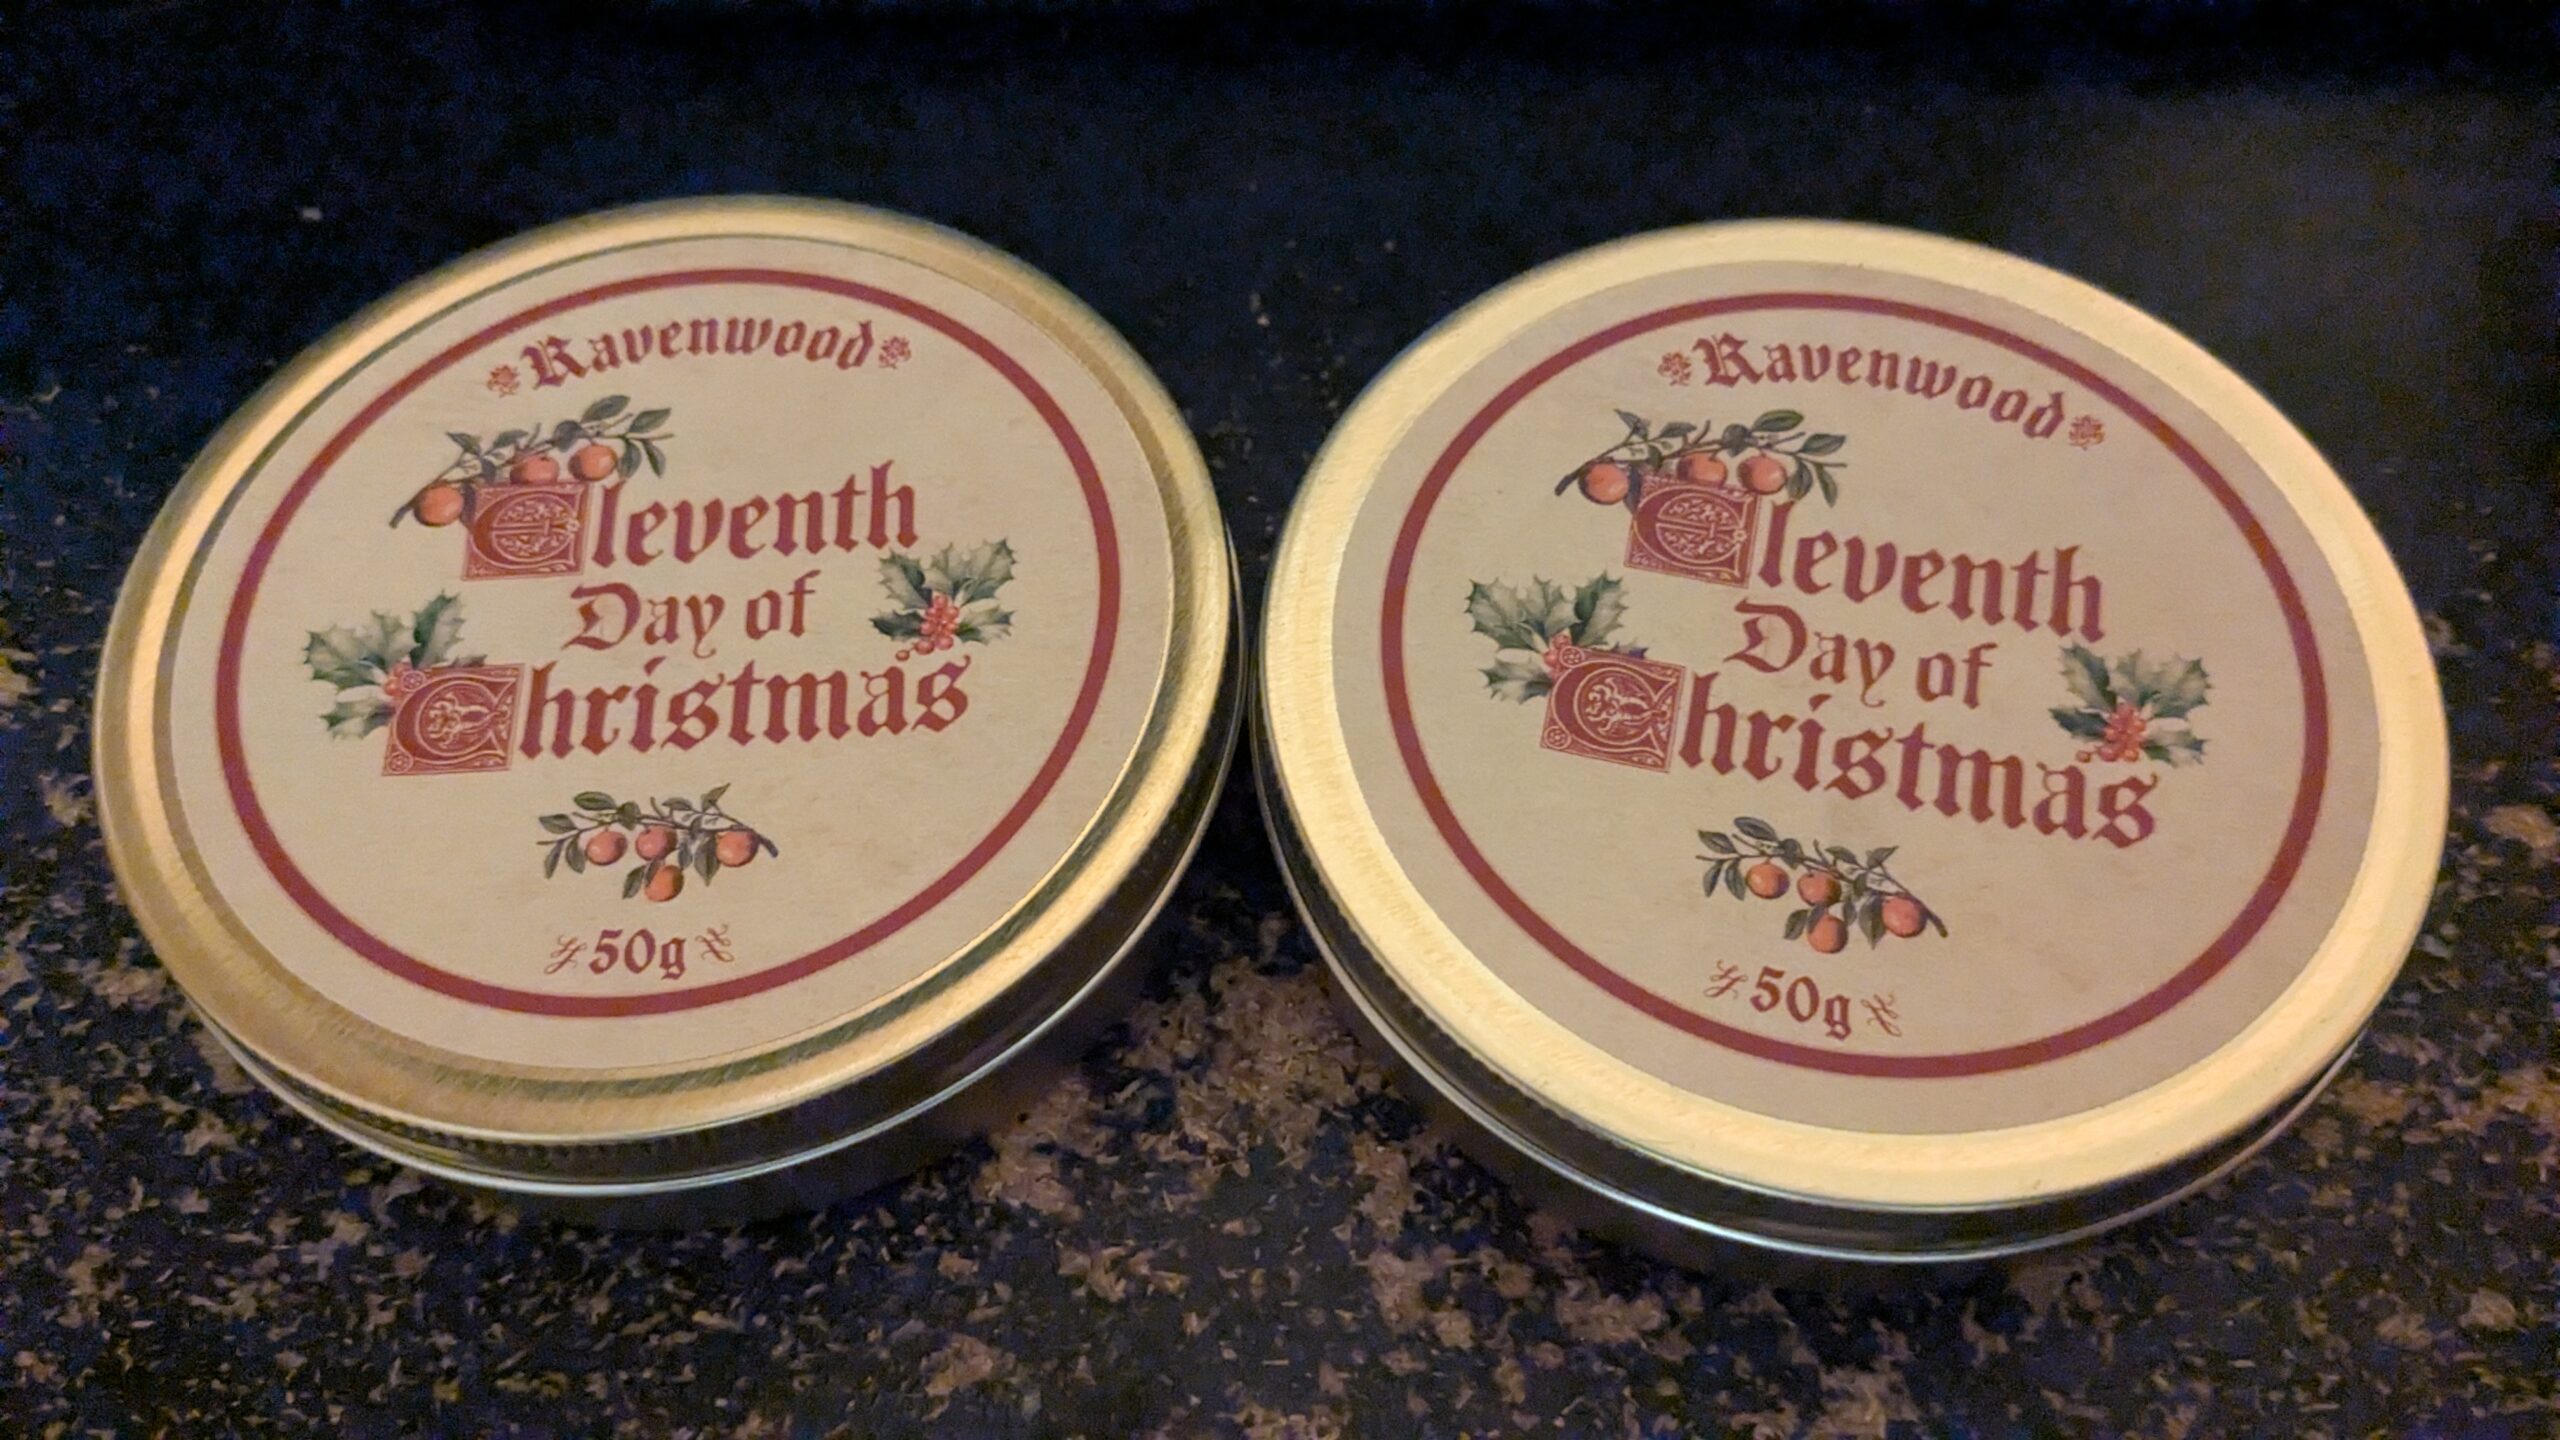 Ravenwood
Eleventh
Day of
Christmas
50g
Ravenwood
Eleventh
Day of
Christmas
50g